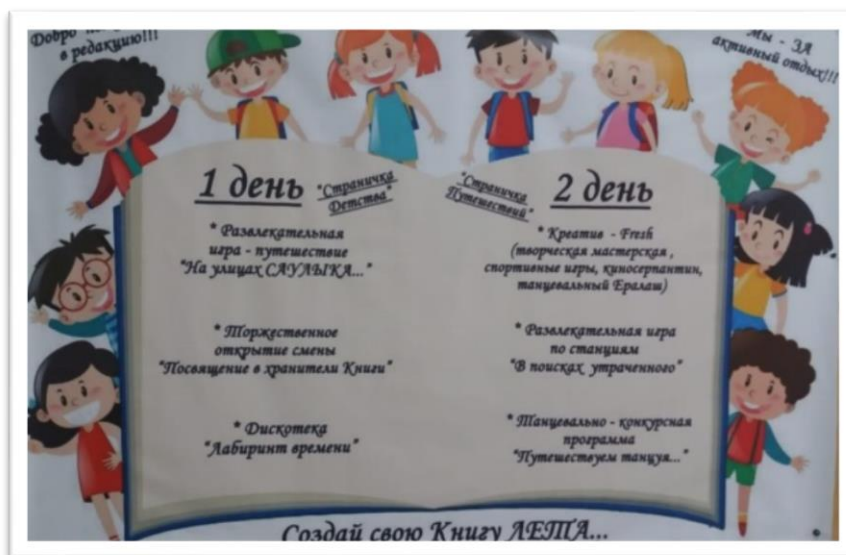 Добро
в редакцию!!!
Мы - ЗА
активный отдых!!!
1 день
"Страничка
Детства"
* Развлекательная
игра - путешествие
"На улицах САУЛЫКА..."
* Торжественное
открытие смены
"Посвящение в хранители Книги"
* Дискотека
"Лабиринт времени"
"Страничка
Путешествий"
2 день
* Креатив - Fresh
(творческая мастерская ,
спортивные игры, киносерпантин,
танцевальный Ералаш)
* Развлекательная игра
по станциям
"В поисках утраченного"
* Танцевально - конкурсная
программа
"Путешествуем танцуя..."
Создай свою Книгу ЛЕТА...